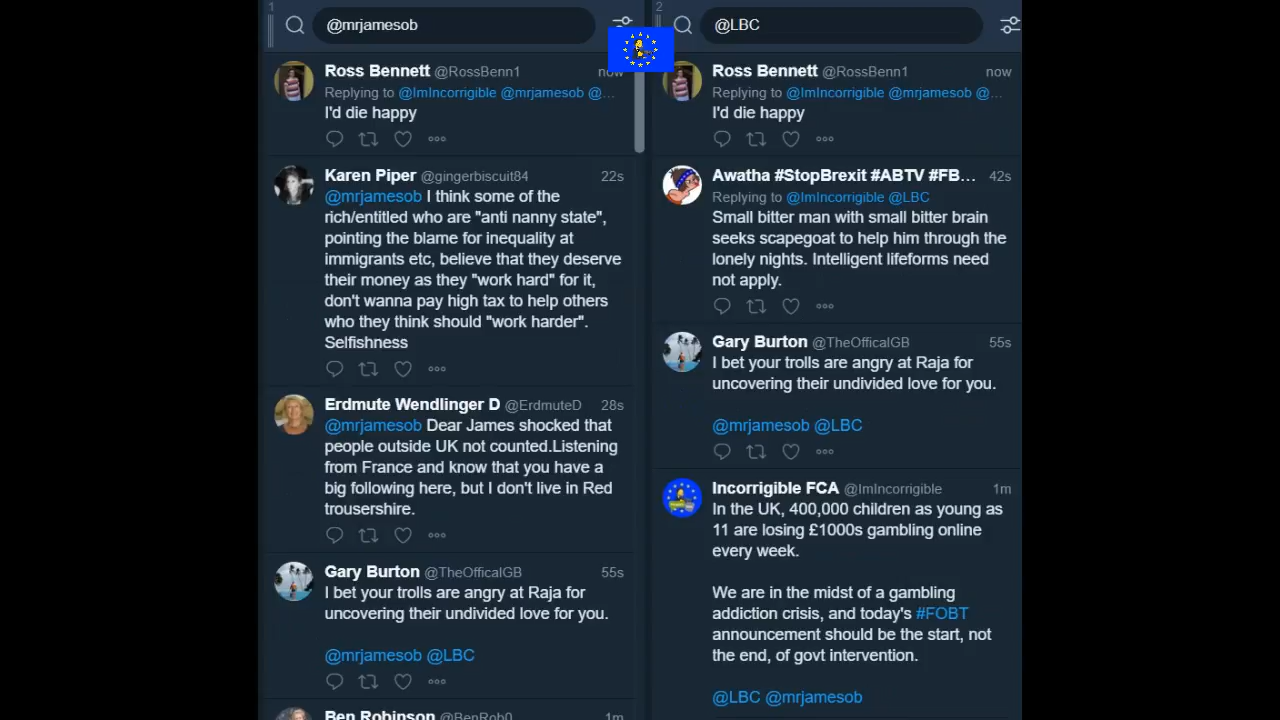 1
@mrjamesob
Ross Bennett @RossBenn1 now
Replying to @ImIncorrigible @mrjamesob @…
I'd die happy
Karen Piper @gingerbiscuit84 22s
@mrjamesob I think some of the
rich/entitled who are "anti nanny state",
pointing the blame for inequality at
immigrants etc, believe that they deserve
their money as they "work hard" for it,
don't wanna pay high tax to help others
who they think should "work harder".
Selfishness
Erdmute Wendlinger D @ErdmuteD 28s
@mrjamesob Dear James shocked that
people outside UK not counted.Listening
from France and know that you have a
big following here, but I don't live in Red
trousershire.
Gary Burton @TheOfficalGB 55s
I bet your trolls are angry at Raja for
uncovering their undivided love for you.
@mrjamesob @LBC
Ben Robinson @BenRob0 1m
2
@LBC
Ross Bennett @RossBenn1 now
Replying to @ImIncorrigible @mrjamesob @…
I'd die happy
Awatha #StopBrexit #ABTV #FB… 42s
Replying to @ImIncorrigible @LBC
Small bitter man with small bitter brain
seeks scapegoat to help him through the
lonely nights. Intelligent lifeforms need
not apply.
Gary Burton @TheOfficalGB 55s
I bet your trolls are angry at Raja for
uncovering their undivided love for you.
@mrjamesob @LBC
Incorrigible FCA @ImIncorrigible 1m
In the UK, 400,000 children as young as
11 are losing £1000s gambling online
every week.
We are in the midst of a gambling
addiction crisis, and today's #FOBT
announcement should be the start, not
the end, of govt intervention.
@LBC @mrjamesob